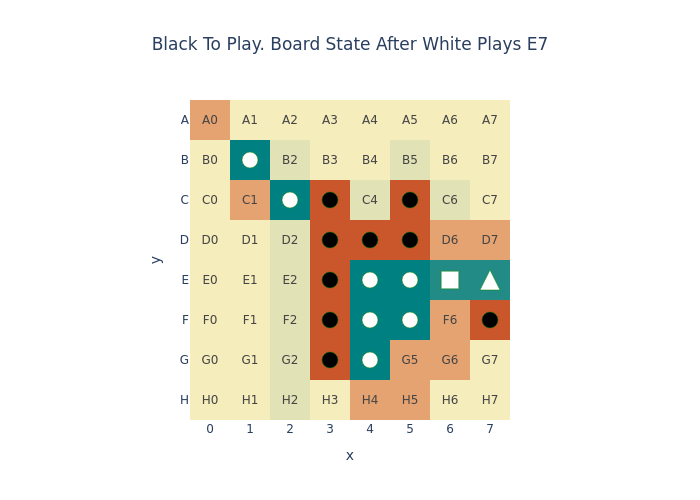 Black To Play. Board State After White Plays E7
A A0 A1 A2 A3 A4 A5 A6 A7
B B0 B2 B3 B4 B5 B6 B7
C C0 C1 C4 C6 C7
D D0 D1 D2 D6 D7
E E0 E1 E2
F F0 F1 F2 F6
G G0 G1 G2 G5 G6 G7
H H0 H1 H2 H3 H4 H5 H6 H7
0 1 2 3 4 5 6 7
x
y